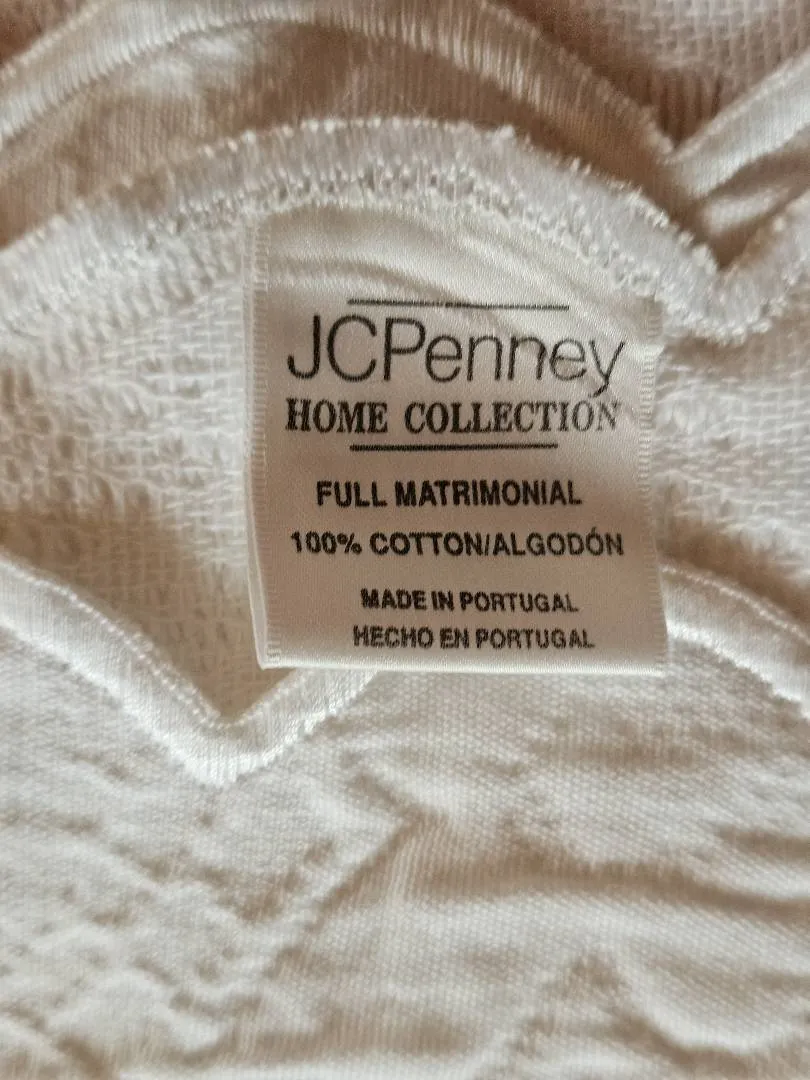 JCPenney
HOME COLLECTION
FULL MATRIMONIAL
100% COTTON/ALGODÓN
MADE IN PORTUGAL
HECHO EN PORTUGAL